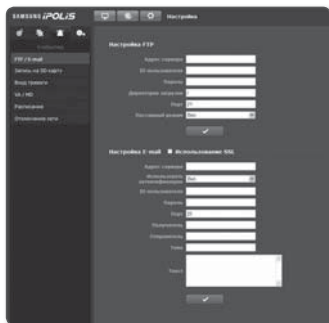 SAMSUNG iPOLiS
Настройка
Событие
FTP / E-mail
Запись на SD-карту
Вход тревоги
VA / MD
Расписание
Отключение сети
Настройка FTP
Адрес сервера
ID пользователя
Пароль
Директория загрузки
Порт
21
Пассивный режим
Вкл
Настройка E-mail
Использование SSL
Адрес сервера
Использовать аутентификацию
Вкл
ID пользователя
Пароль
Порт
25
Получатель
Отправитель
Тема
Текст